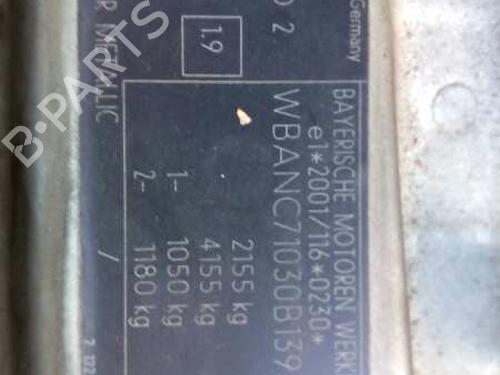 BAYERISCHE MOTOREN WERK
e1*2001/116*0230*
WBANC71030B139
2155 kg
4155 kg
1- 1050 kg
2- 1180 kg
/
Germany
D 2
1.9
R METALLIC
B-PARTS